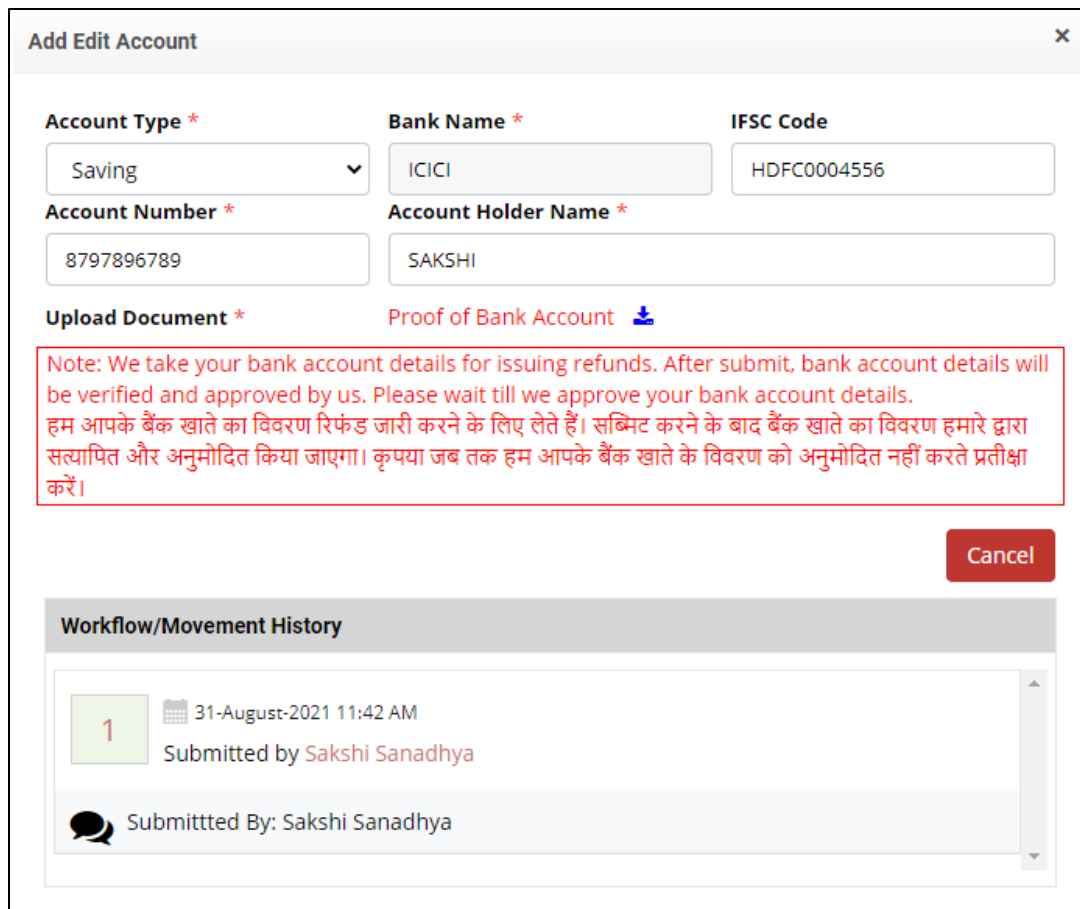 Add Edit Account ×
Account Type * Bank Name * IFSC Code
Saving ICICI HDFC0004556
Account Number * Account Holder Name *
8797896789 SAKSHI
Upload Document * Proof of Bank Account
Note: We take your bank account details for issuing refunds. After submit, bank account details will
be verified and approved by us. Please wait till we approve your bank account details.
हम आपके बैंक खाते का विवरण रिफंड जारी करने के लिए लेते हैं। सब्मिट करने के बाद बैंक खाते का विवरण हमारे द्वारा
सत्यापित और अनुमोदित किया जाएगा। कृपया जब तक हम आपके बैंक खाते के विवरण को अनुमोदित नहीं करते प्रतीक्षा
करें।
Cancel
Workflow/Movement History
1
31-August-2021 11:42 AM
Submitted by Sakshi Sanadhya
Submittted By: Sakshi Sanadhya